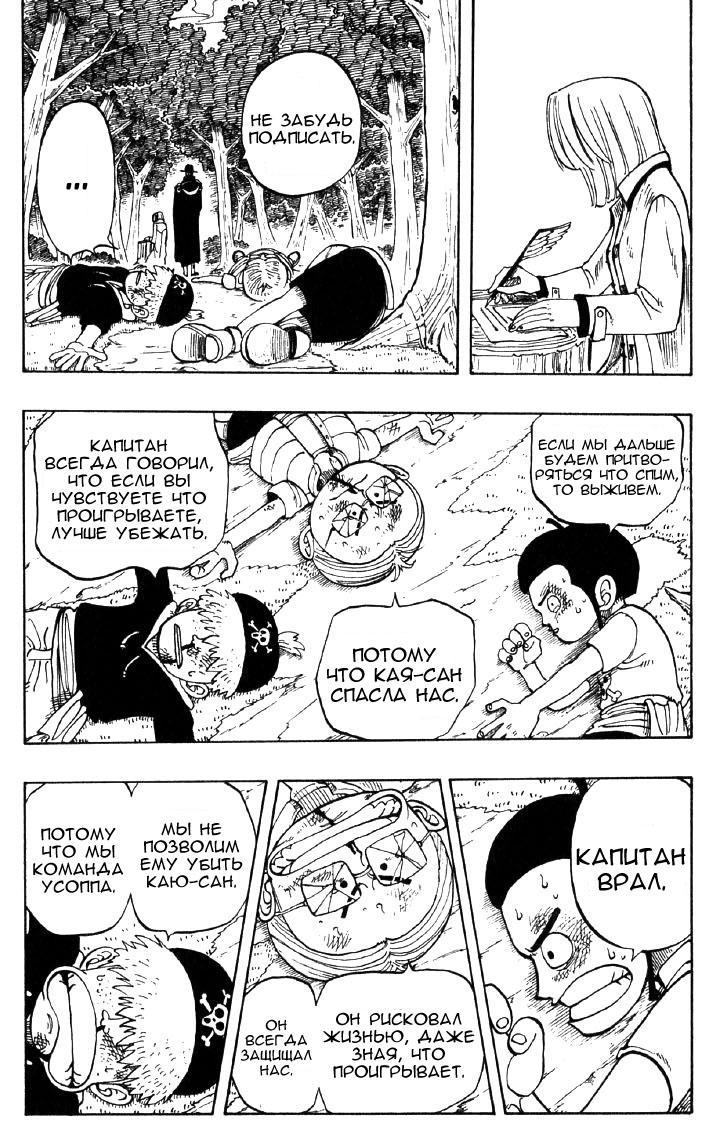 НЕ ЗАБУДЬ
ПОДПИСАТЬ.
...
ЕСЛИ МЫ ДАЛЬШЕ
БУДЕМ ПРИТВО-
РЯТЬСЯ ЧТО СПИМ,
ТО ВЫЖИВЕМ.
ПОТОМУ
ЧТО КАЯ-САН
СПАСЛА НАС.
КАПИТАН
ВСЕГДА ГОВОРИЛ,
ЧТО ЕСЛИ ВЫ
ЧУВСТВУЕТЕ ЧТО
ПРОИГРЫВАЕТЕ,
ЛУЧШЕ УБЕЖАТЬ.
КАПИТАН
ВРАЛ.
ОН РИСКОВАЛ
ЖИЗНЬЮ, ДАЖЕ
ЗНАЯ, ЧТО
ПРОИГРЫВАЕТ.
ОН
ВСЕГДА
ЗАЩИЩАЛ
НАС.
МЫ НЕ
ПОЗВОЛИМ
ЕМУ УБИТЬ
КАЮ-САН.
ПОТОМУ
ЧТО МЫ
КОМАНДА
УСОППА.